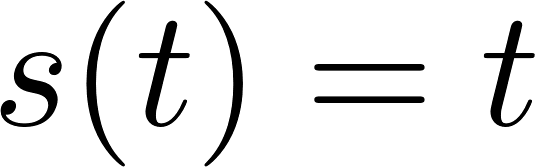 s(t) = t